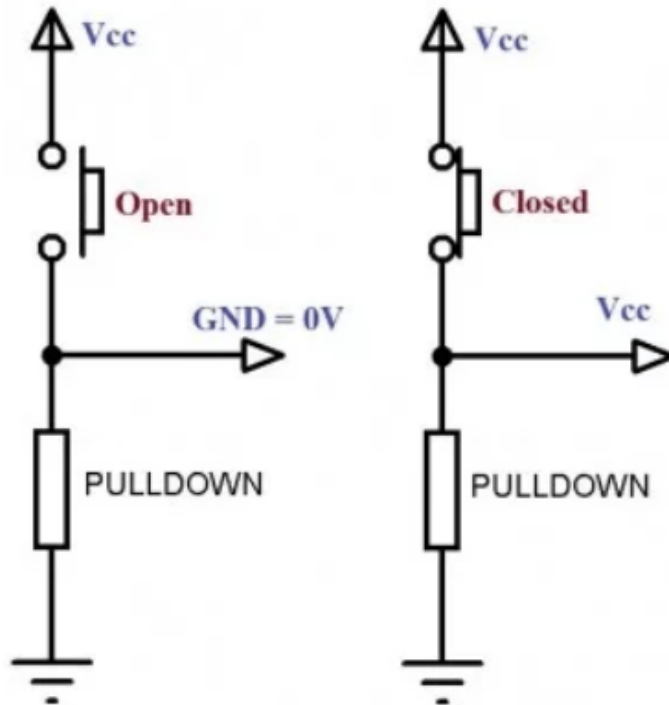 Vcc
Open
GND = 0V
PULLDOWN
Vcc
Closed
Vcc
PULLDOWN